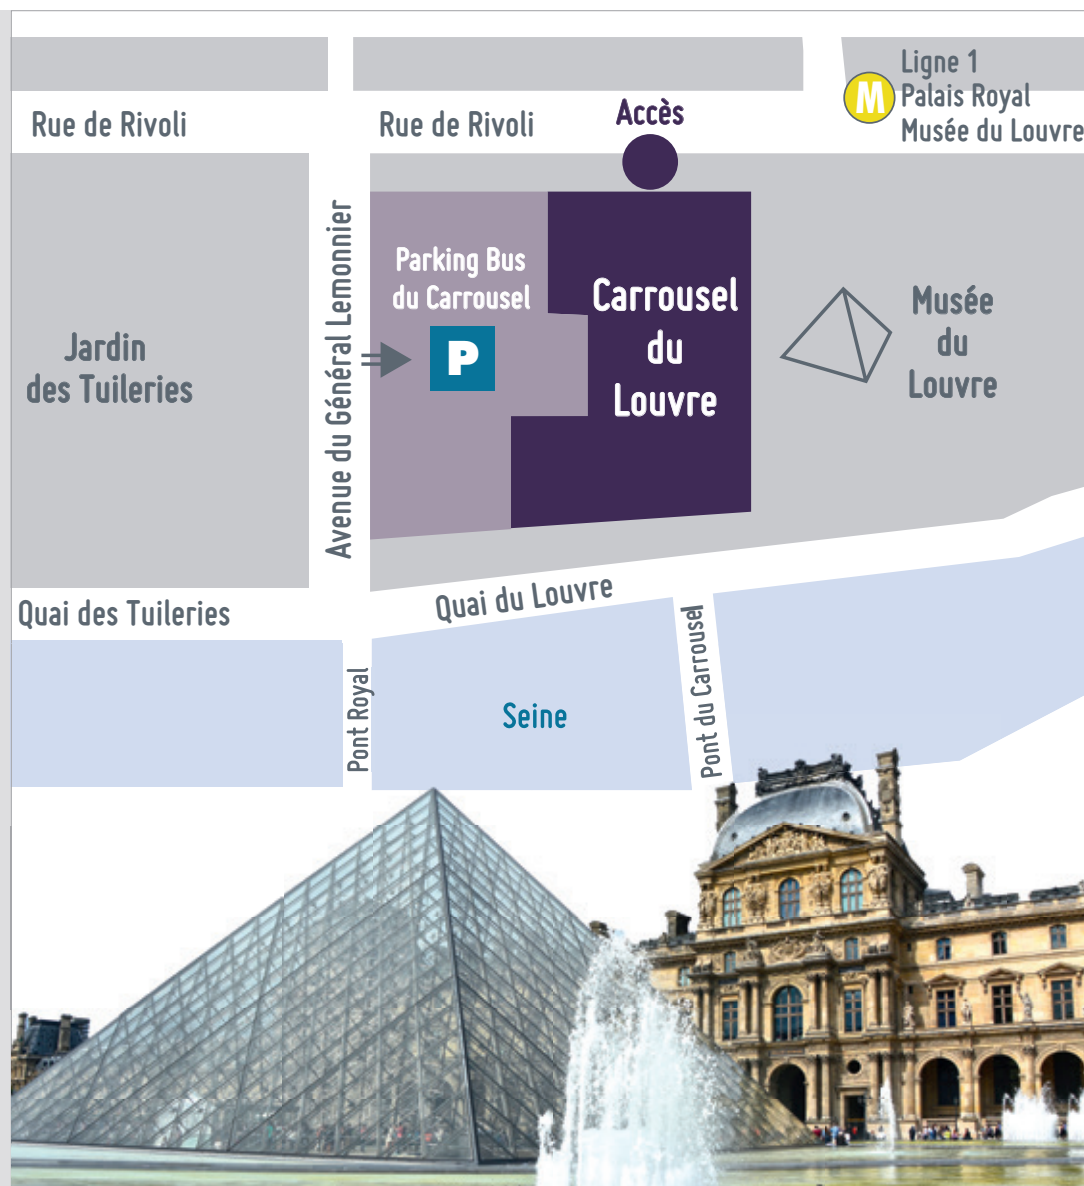 Ligne 1
M Palais Royal
Musée du Louvre
Rue de Rivoli
Rue de Rivoli
Accès
Avenue du Général Lemonnier
Parking Bus
du Carrousel
P
Carrousel
du
Louvre
Musée
du
Louvre
Jardin
des Tuileries
Quai des Tuileries
Quai du Louvre
Pont Royal
Seine
Pont du Carrousel